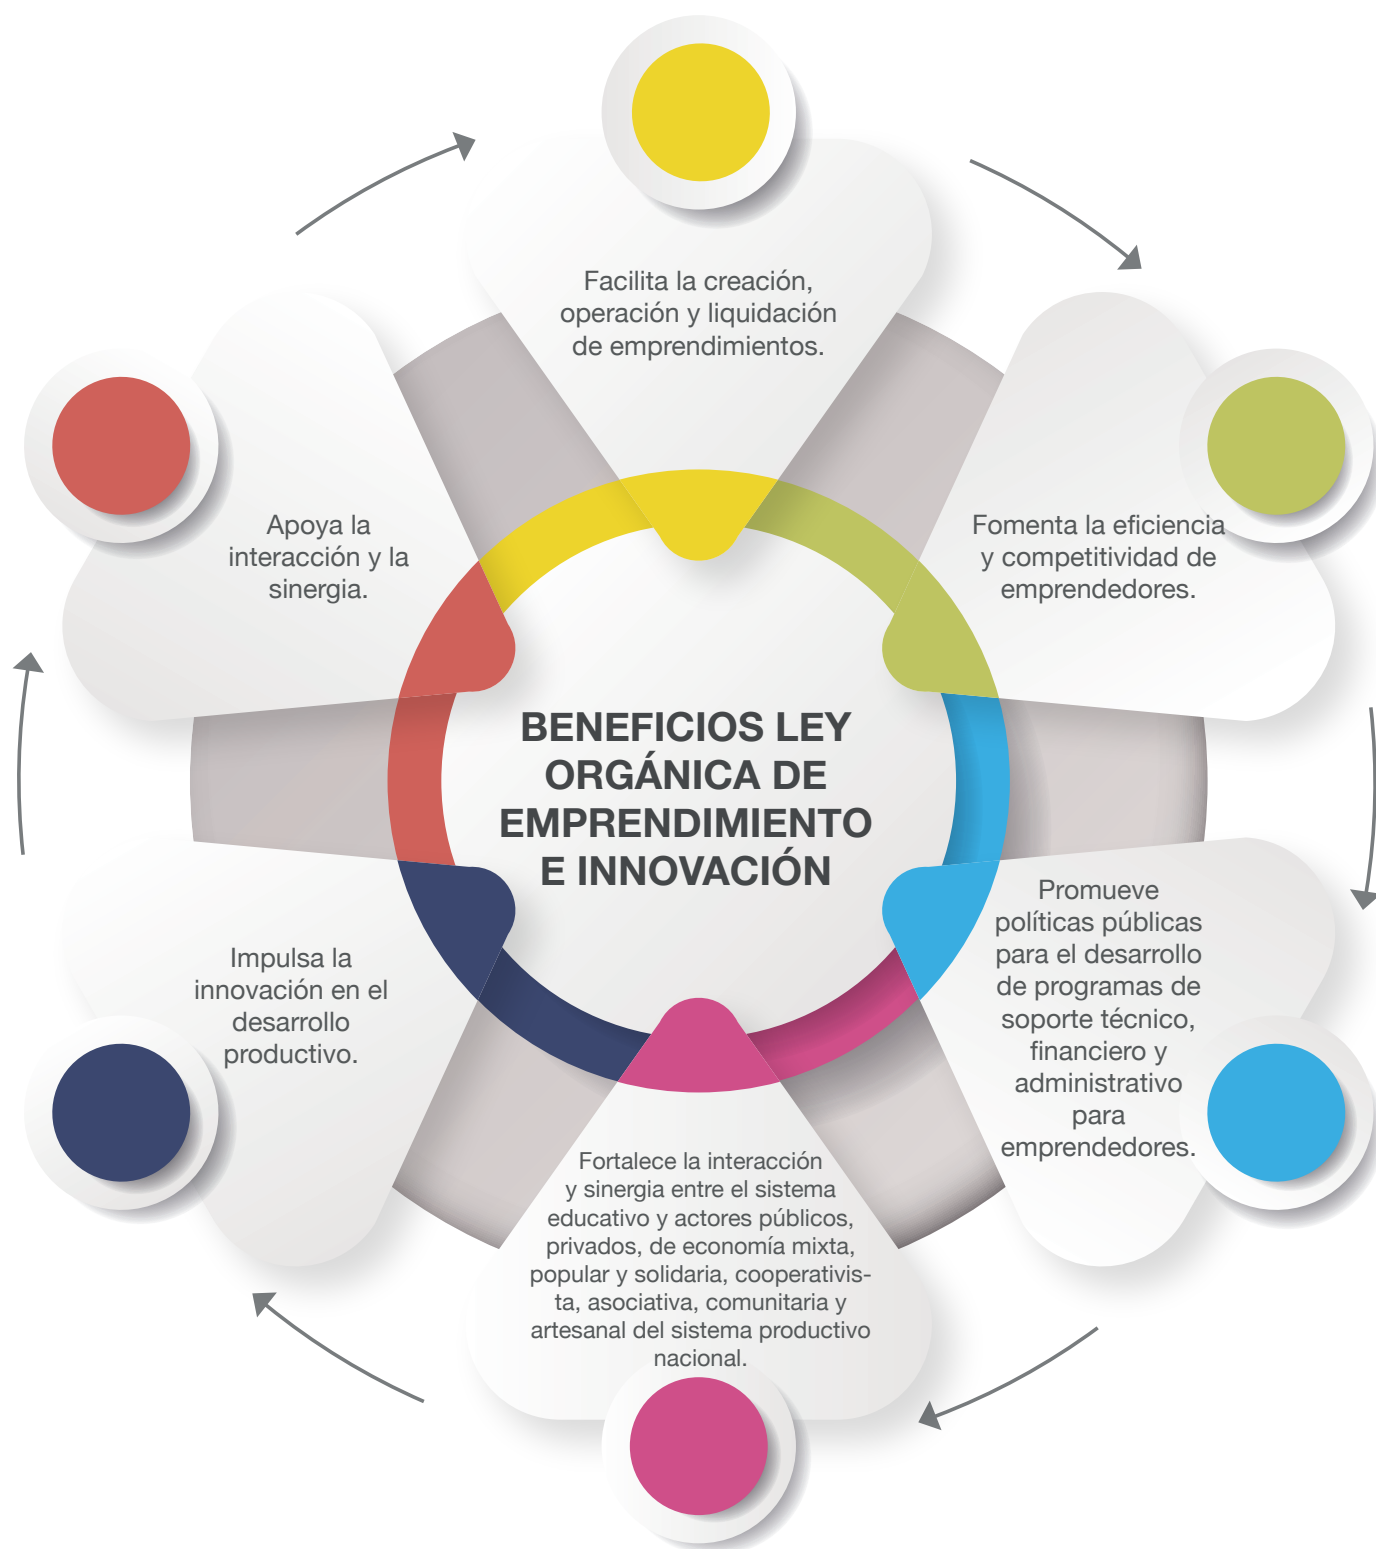 BENEFICIOS LEY
ORGÁNICA DE
EMPRENDIMIENTO
E INNOVACIÓN
Facilita la creación,
operación y liquidación
de emprendimientos.
Fomenta la eficiencia
y competitividad de
emprendedores.
Promueve
políticas públicas
para el desarrollo
de programas de
soporte técnico,
financiero y
administrativo
para
emprendedores.
Fortalece la interacción
y sinergia entre el sistema
educativo y actores públicos,
privados, de economía mixta,
popular y solidaria, cooperativis-
ta, asociativa, comunitaria y
artesanal del sistema productivo
nacional.
Impulsa la
innovación en el
desarrollo
productivo.
Apoya la
interacción y la
sinergia.